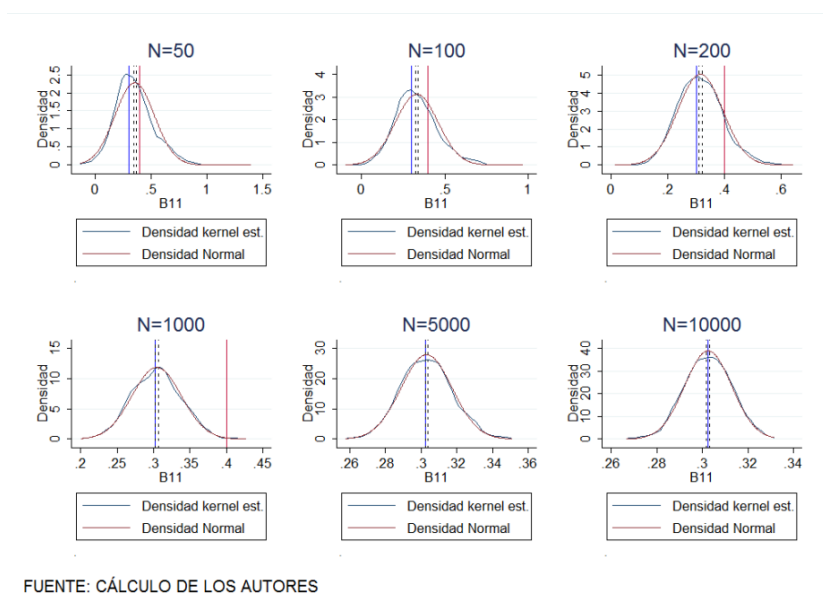 N=50
N=100
N=200
Densidad
0 .5 1 1.5 2 2.5
0 .5 1 1.5
B11
Densidad
0 1 2 3 4
0 .5 1
B11
Densidad
0 1 2 3 4 5
0 .2 .4 .6
B11
Densidad kernel est.
Densidad Normal
Densidad kernel est.
Densidad Normal
Densidad kernel est.
Densidad Normal
N=1000
N=5000
N=10000
Densidad
0 5 10 15
.2 .25 .3 .35 .4 .45
B11
Densidad
0 10 20 30
.26 .28 .3 .32 .34 .36
B11
Densidad
0 10 20 30 40
.26 .28 .3 .32 .34
B11
Densidad kernel est.
Densidad Normal
Densidad kernel est.
Densidad Normal
Densidad kernel est.
Densidad Normal
FUENTE: CÁLCULO DE LOS AUTORES